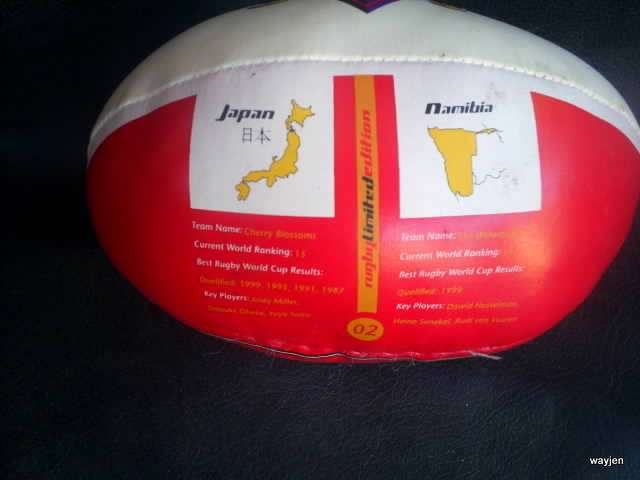 Japan
日本
Team Name: Cherry Blossoms
Current World Ranking: 15
Best Rugby World Cup Results:
Qualified: 1999, 1995, 1991, 1987
Key Players: Andy Miller,
rugbylimitededition
02
Namibia
Team Name:
Current World Ranking:
Best Rugby World Cup Results:
Qualified: 1999
Key Players:
wayjen